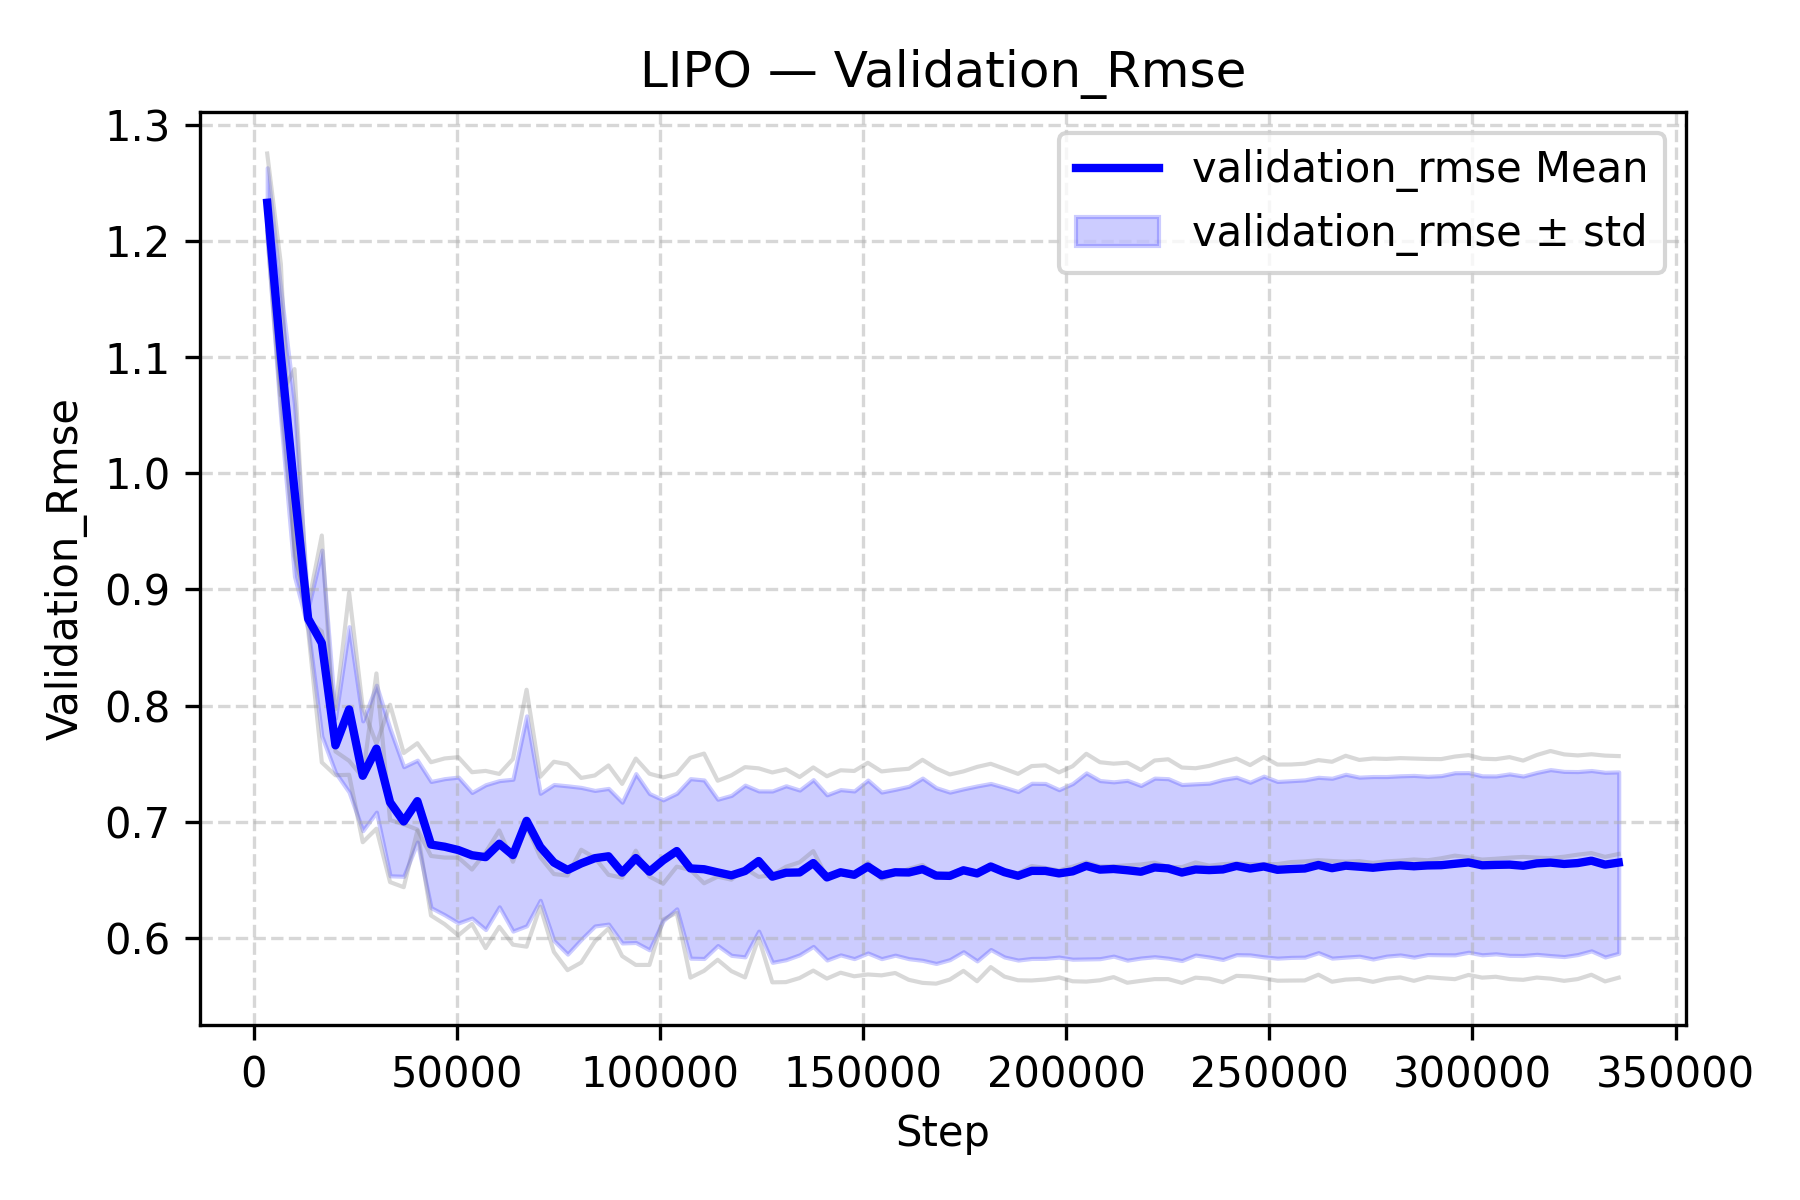 LIPO — Validation_Rmse
validation_rmse Mean
validation_rmse ± std
Validation_Rmse
1.3
1.2
1.1
1.0
0.9
0.8
0.7
0.6
0 50000 100000 150000 200000 250000 300000 350000
Step